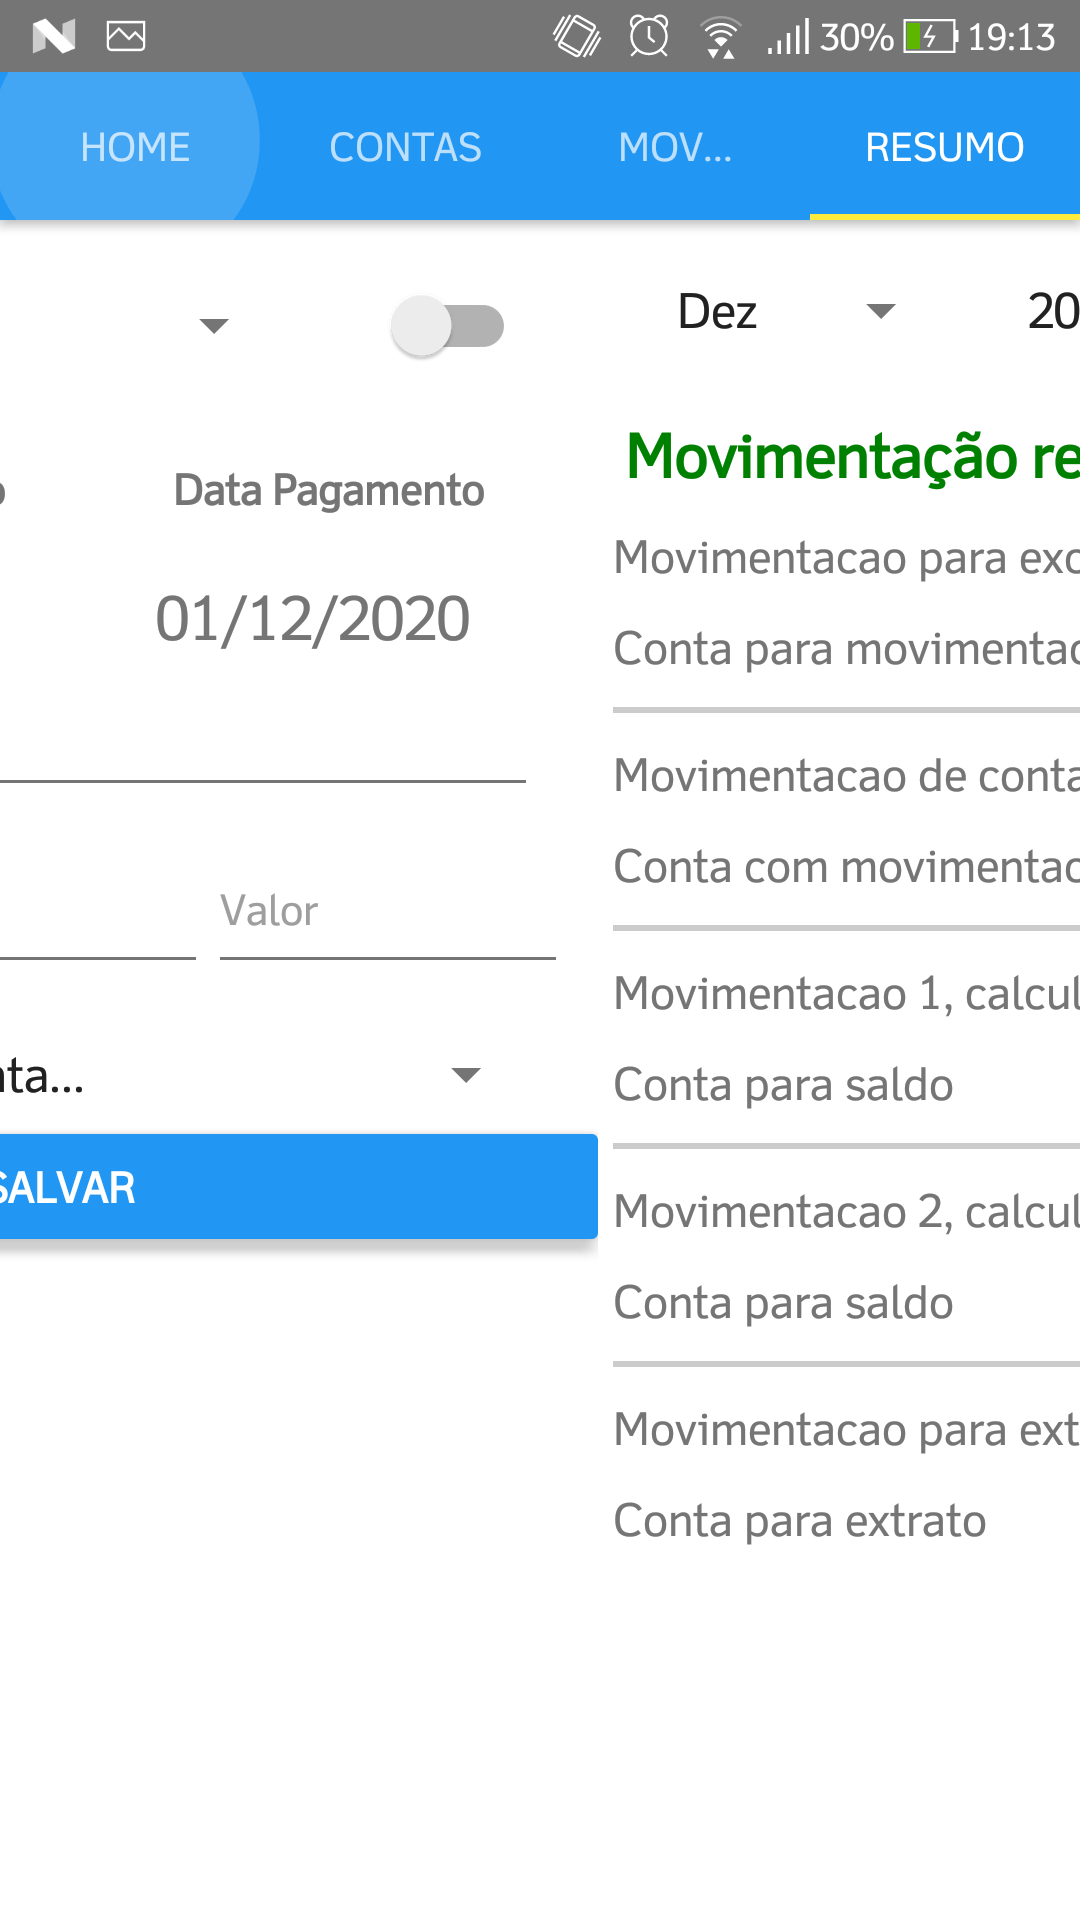 30% 19:13
HOME CONTAS MOV... RESUMO
Dez 20
Data Pagamento
01/12/2020
Valor
nta...
SALVAR
Movimentação re
Movimentacao para exc
Conta para movimentac
Movimentacao de conta
Conta com movimentac
Movimentacao 1, calcul
Conta para saldo
Movimentacao 2, calcul
Conta para saldo
Movimentacao para ext
Conta para extrato